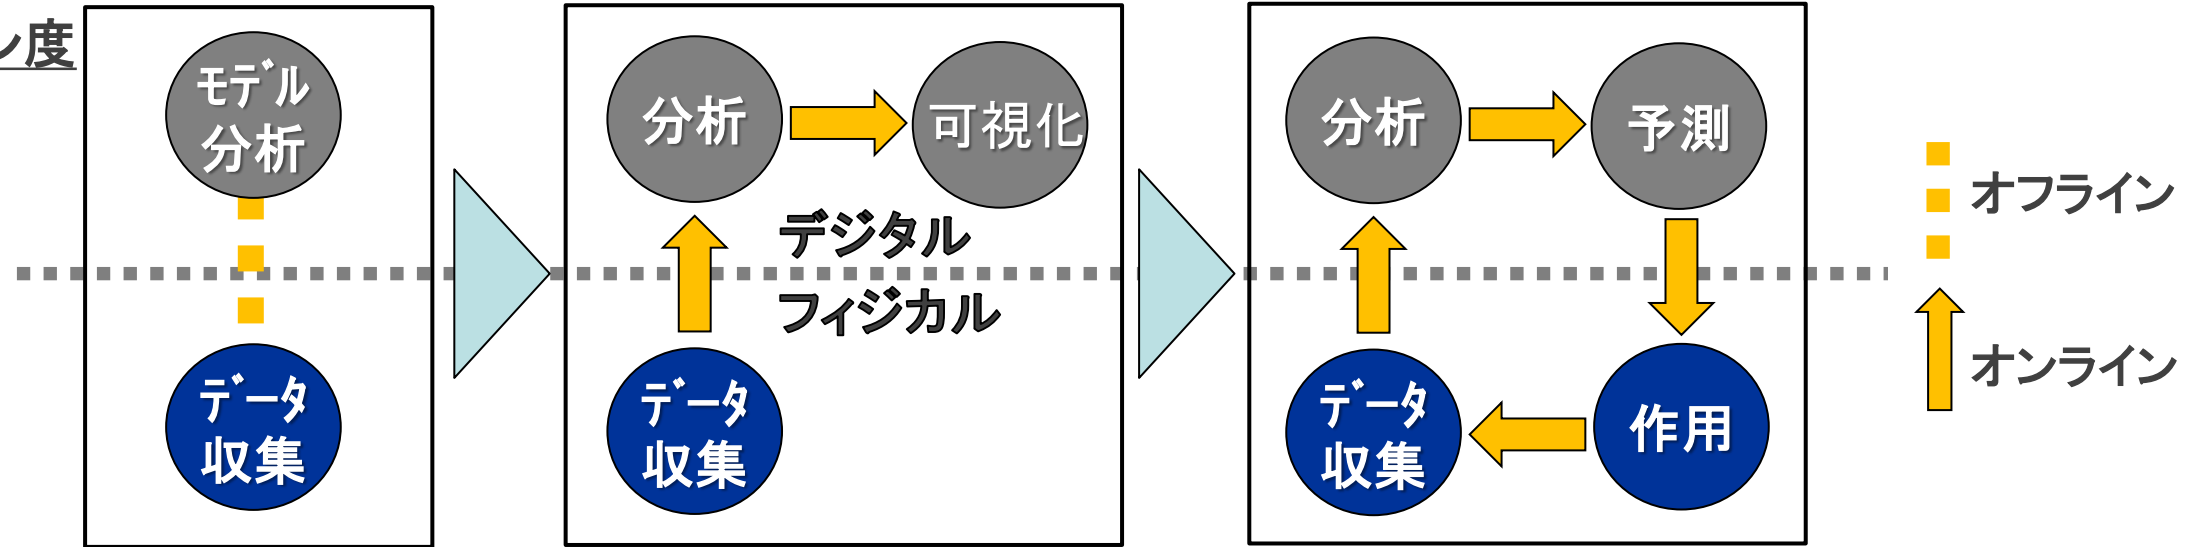 ン度
モデル
分析
データ
収集
分析
可視化
デジタル
フィジカル
データ
収集
分析
予測
データ
収集
作用
オフライン
オンライン